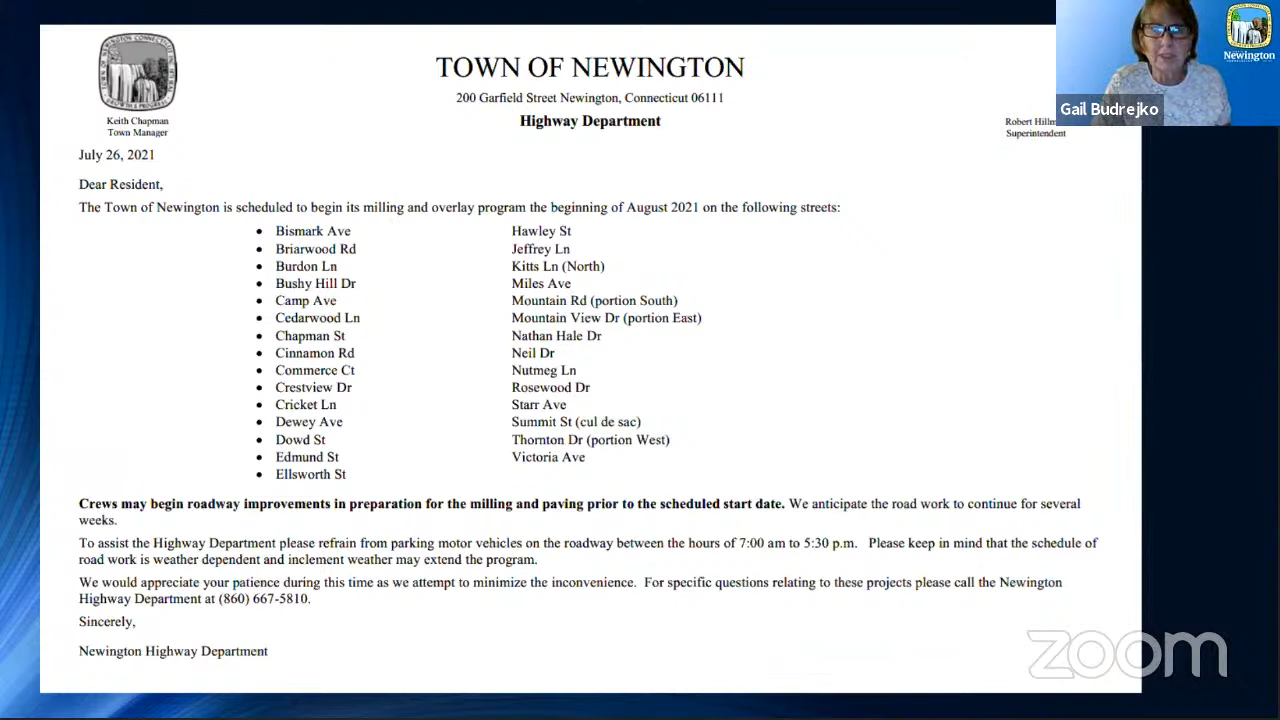 TOWN OF NEWINGTON
200 Garfield Street Newington, Connecticut 06111
Highway Department
Keith Chapman
Town Manager
Robert
Superintendent
Gail Budrejko
Newington
July 26, 2021
Dear Resident,
The Town of Newington is scheduled to begin its milling and overlay program the beginning of August 2021 on the following streets:
• Bismark Ave Hawley St
• Briarwood Rd Jeffrey Ln
• Burdon Ln Kitts Ln (North)
• Bushy Hill Dr Miles Ave
• Camp Ave Mountain Rd (portion South)
• Cedarwood Ln Mountain View Dr (portion East)
• Chapman St Nathan Hale Dr
• Cinnamon Rd Neil Dr
• Commerce Ct Nutmeg Ln
• Crestview Dr Rosewood Dr
• Cricket Ln Starr Ave
• Dewey Ave Summit St (cul de sac)
• Dowd St Thornton Dr (portion West)
• Edmund St Victoria Ave
• Ellsworth St
Crews may begin roadway improvements in preparation for the milling and paving prior to the scheduled start date. We anticipate the road work to continue for several
weeks.
To assist the Highway Department please refrain from parking motor vehicles on the roadway between the hours of 7:00 am to 5:30 p.m. Please keep in mind that the schedule of
road work is weather dependent and inclement weather may extend the program.
We would appreciate your patience during this time as we attempt to minimize the inconvenience. For specific questions relating to these projects please call the Newington
Highway Department at (860) 667-5810.
Sincerely,
Newington Highway Department
zoom